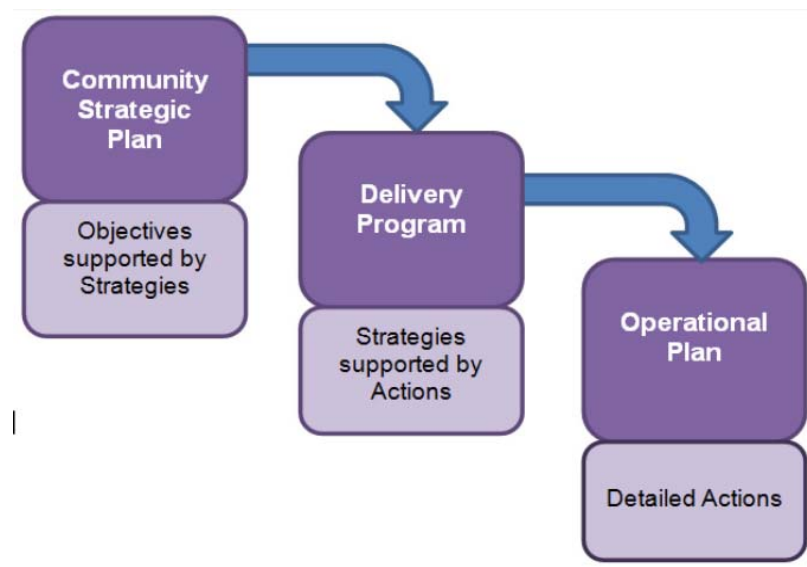 Community
Strategic
Plan
Objectives
supported by
Strategies
Delivery
Program
Strategies
supported by
Actions
Operational
Plan
Detailed Actions